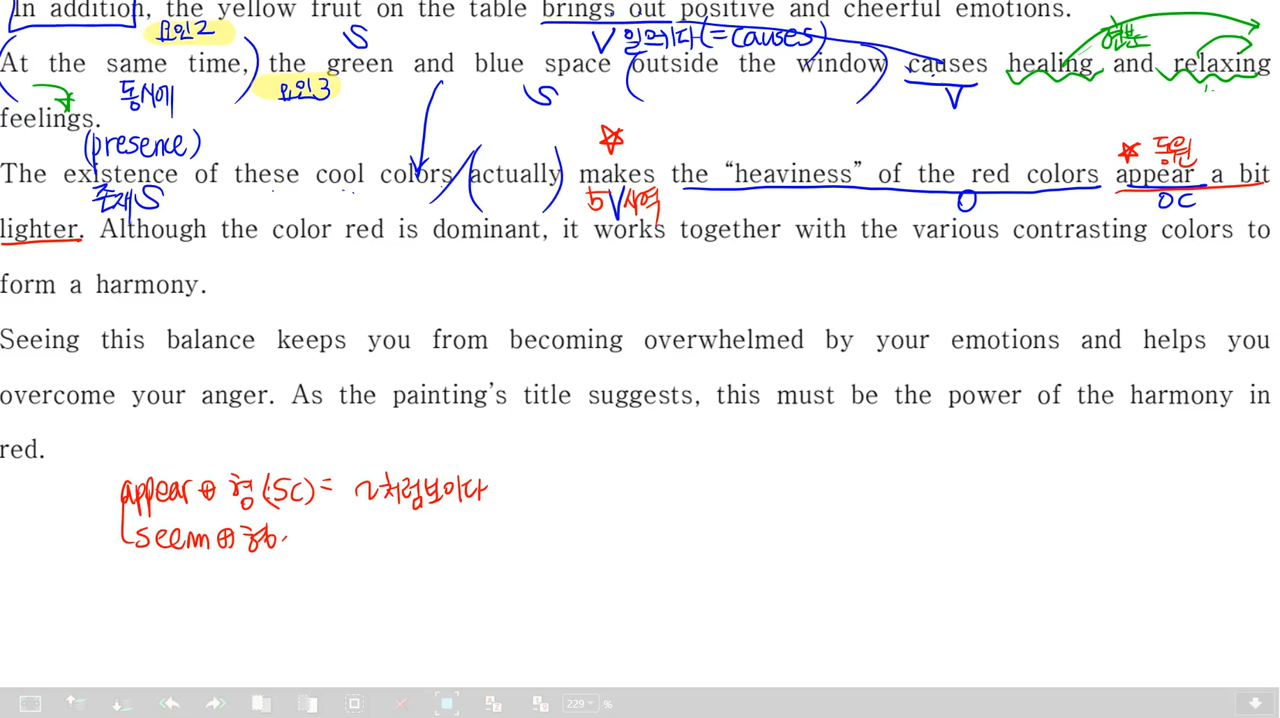 In addition, the yellow fruit on the table brings out positive and cheerful emotions.
요인2 S V 일으키다(=causes) 현분
At the same time, the green and blue space outside the window causes healing and relaxing
동시에 요인3 S V
feelings.
(presence)
The existence of these cool colors / actually makes the “heaviness” of the red colors appear a bit
존재 S 5 V 사역 O 동원 OC
lighter. Although the color red is dominant, it works together with the various contrasting colors to
form a harmony.
Seeing this balance keeps you from becoming overwhelmed by your emotions and helps you
overcome your anger. As the painting’s title suggests, this must be the power of the harmony in
red.
appear ⊕ 형(SC) = ~처럼보이다
seem ⊕ 형.
229 %